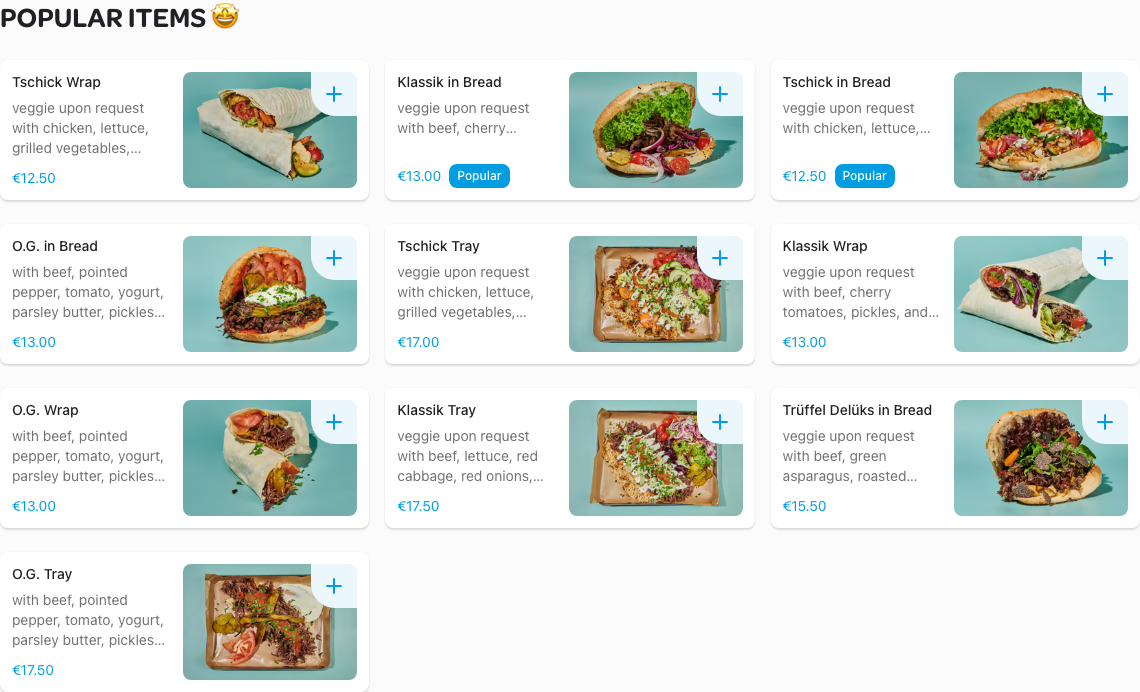 POPULAR ITEMS 🤩
Tschick Wrap
veggie upon request
with chicken, lettuce,
grilled vegetables,...
€12.50
Klassik in Bread
veggie upon request
with beef, cherry...
€13.00 Popular
Tschick in Bread
veggie upon request
with chicken, lettuce,...
€12.50 Popular
O.G. in Bread
with beef, pointed
pepper, tomato, yogurt,
parsley butter, pickles...
€13.00
Tschick Tray
veggie upon request
with chicken, lettuce,
grilled vegetables,...
€17.00
Klassik Wrap
veggie upon request
with beef, cherry
tomatoes, pickles, and...
€13.00
O.G. Wrap
with beef, pointed
pepper, tomato, yogurt,
parsley butter, pickles...
€13.00
Klassik Tray
veggie upon request
with beef, lettuce, red
cabbage, red onions,...
€17.50
Trüffel Delüks in Bread
veggie upon request
with beef, green
asparagus, roasted...
€15.50
O.G. Tray
with beef, pointed
pepper, tomato, yogurt,
parsley butter, pickles...
€17.50